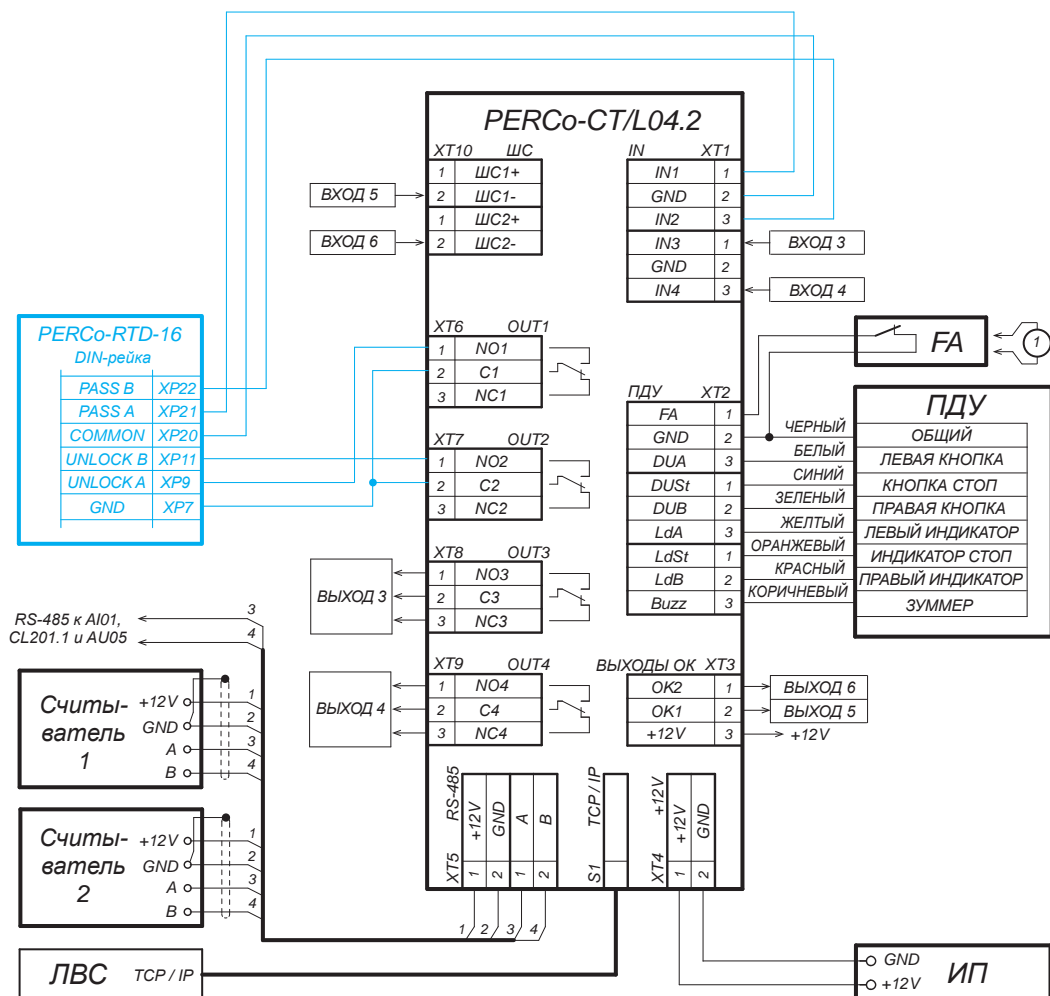 PERCo-CT/L04.2
XT10 ШС
1 ШС1+
2 ШС1-
1 ШС2+
2 ШС2-
ВХОД 5
ВХОД 6
IN XT1
IN1 1
GND 2
IN2 3
IN3 1
GND 2
IN4 3
ВХОД 3
ВХОД 4
PERCo-RTD-16
DIN-рейка
PASS B XP22
PASS A XP21
COMMON XP20
UNLOCK B XP11
UNLOCK A XP9
GND XP7
XT6 OUT1
1 NO1
2 C1
3 NC1
XT7 OUT2
1 NO2
2 C2
3 NC2
XT8 OUT3
1 NO3
2 C3
3 NC3
ВЫХОД 3
XT9 OUT4
1 NO4
2 C4
3 NC4
ВЫХОД 4
FA
1
ПДУ XT2
FA 1
GND 2
DUA 3
DUSt 1
DUB 2
LdA 3
LdSt 1
LdB 2
Buzz 3
ЧЕРНЫЙ
БЕЛЫЙ
СИНИЙ
ЗЕЛЕНЫЙ
ЖЕЛТЫЙ
ОРАНЖЕВЫЙ
КРАСНЫЙ
КОРИЧНЕВЫЙ
ПДУ
ОБЩИЙ
ЛЕВАЯ КНОПКА
КНОПКА СТОП
ПРАВАЯ КНОПКА
ЛЕВЫЙ ИНДИКАТОР
ИНДИКАТОР СТОП
ПРАВЫЙ ИНДИКАТОР
ЗУММЕР
ВЫХОДЫ ОК XT3
OK2 1
OK1 2
+12V 3
ВЫХОД 6
ВЫХОД 5
+12V
RS-485 к AI01,
CL201.1 и AU05
3
4
Считы-
ватель
1
+12V
GND
A
B
1
2
3
4
Считы-
ватель
2
+12V
GND
A
B
1
2
3
4
XT5 RS-485
1 +12V
2 GND
1 A
2 B
1
2
3
4
S1 TCP / IP
XT4 +12V
1 +12V
2 GND
ЛВС TCP / IP
GND
+12V
ИП